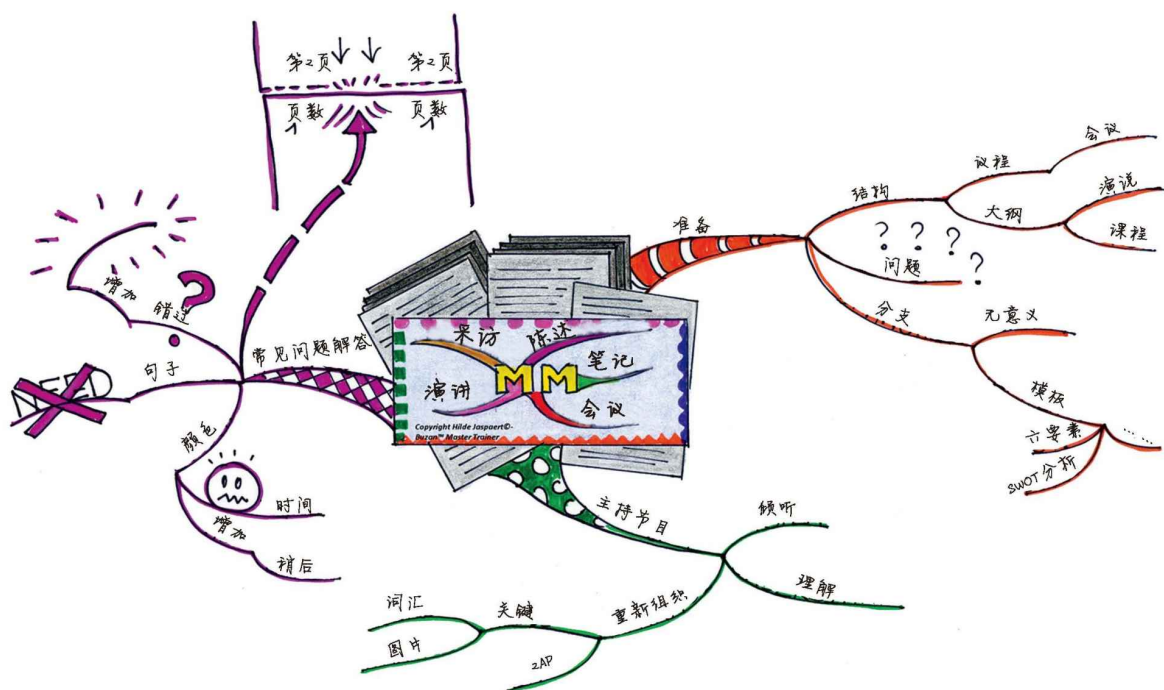 第2页
第2页
页数
页数
准备
结构
议程
会议
大纲
演说
课程
? ? ? ?
问题
分支
无意义
模板
……
六要素
SWOT分析
采访
陈述
笔记
MM
演讲
会议
Copyright Hilde Jaspaert©-
Buzan™ Master Trainer
常见问题解答
?
错过
增加
句子
NEED
颜色
时间
增加
稍后
主持节目
倾听
理解
重新组织
关键
词汇
图片
2AP